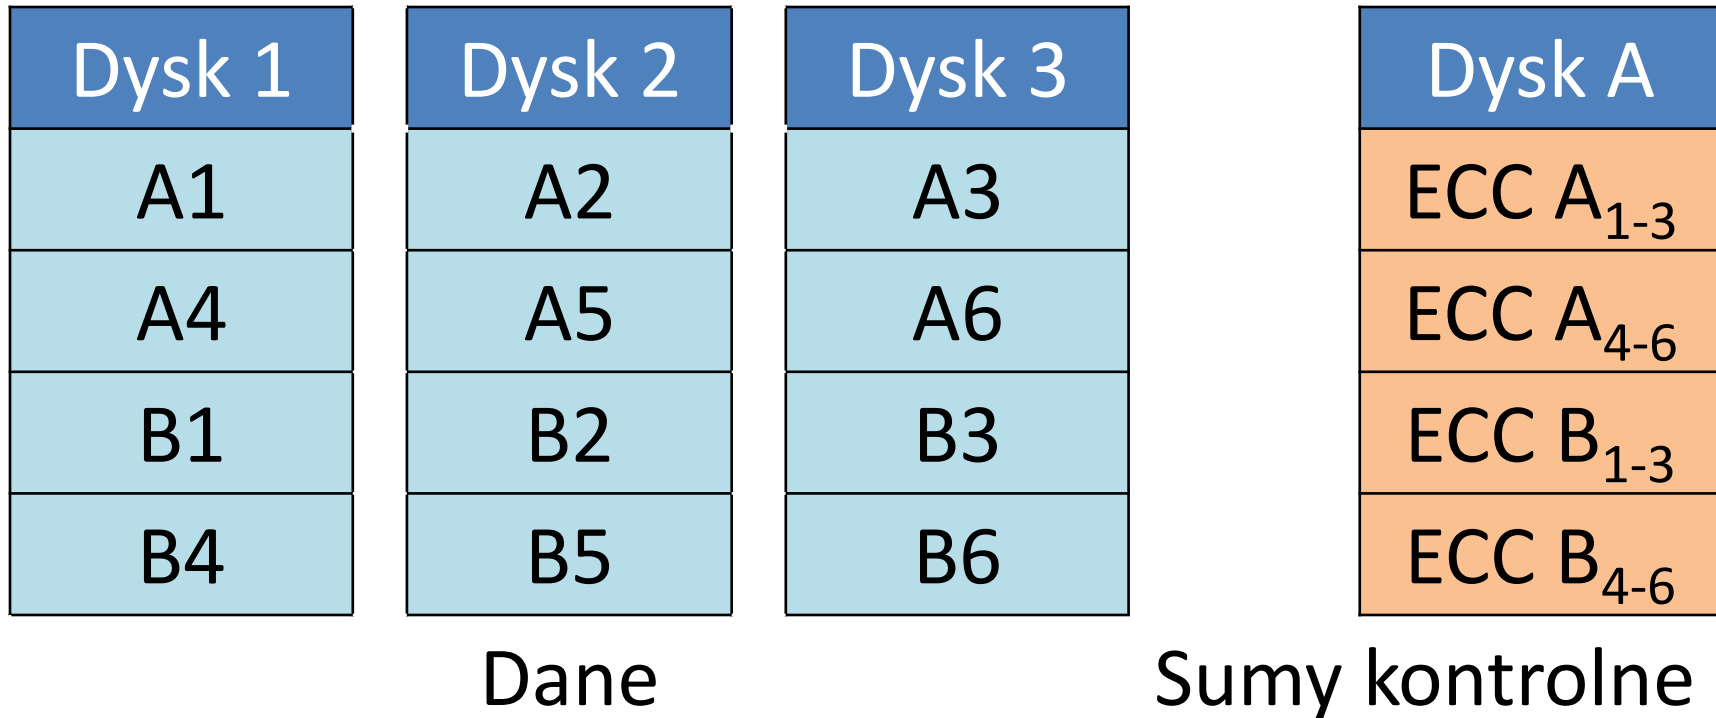 Dysk 1 Dysk 2 Dysk 3 Dysk A
A1 A2 A3 ECC A1-3
A4 A5 A6 ECC A4-6
B1 B2 B3 ECC B1-3
B4 B5 B6 ECC B4-6
Dane Sumy kontrolne